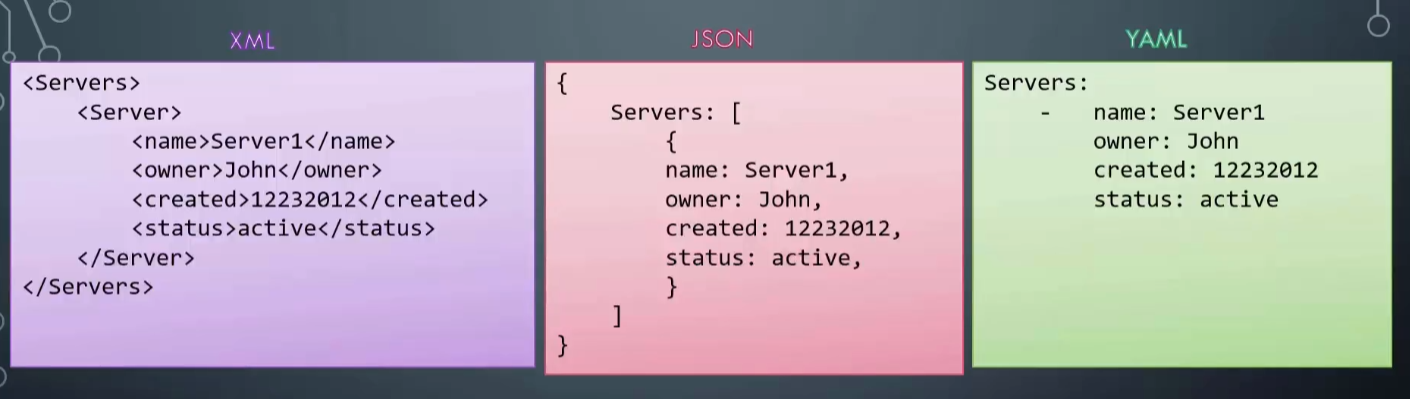 XML
<Servers>
    <Server>
        <name>Server1</name>
        <owner>John</owner>
        <created>12232012</created>
        <status>active</status>
    </Server>
</Servers>
JSON
{
    Servers: [
        {
        name: Server1,
        owner: John,
        created: 12232012,
        status: active,
        }
    ]
}
YAML
Servers:
    -   name: Server1
        owner: John
        created: 12232012
        status: active